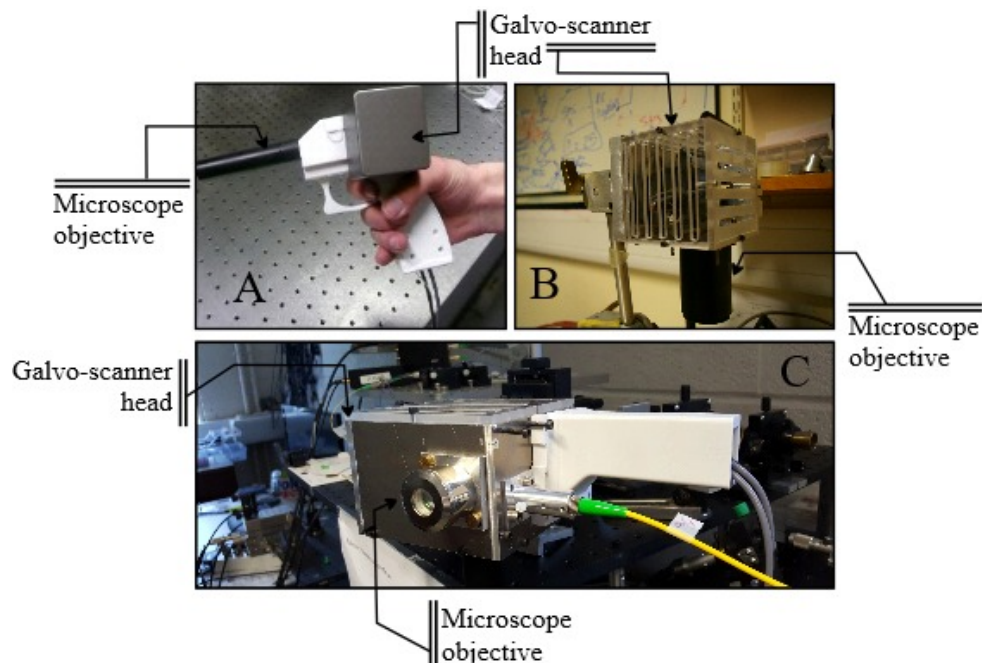 Galvo-scanner
head
Microscope
objective
A
B
Microscope
objective
Galvo-scanner
head
C
Microscope
objective